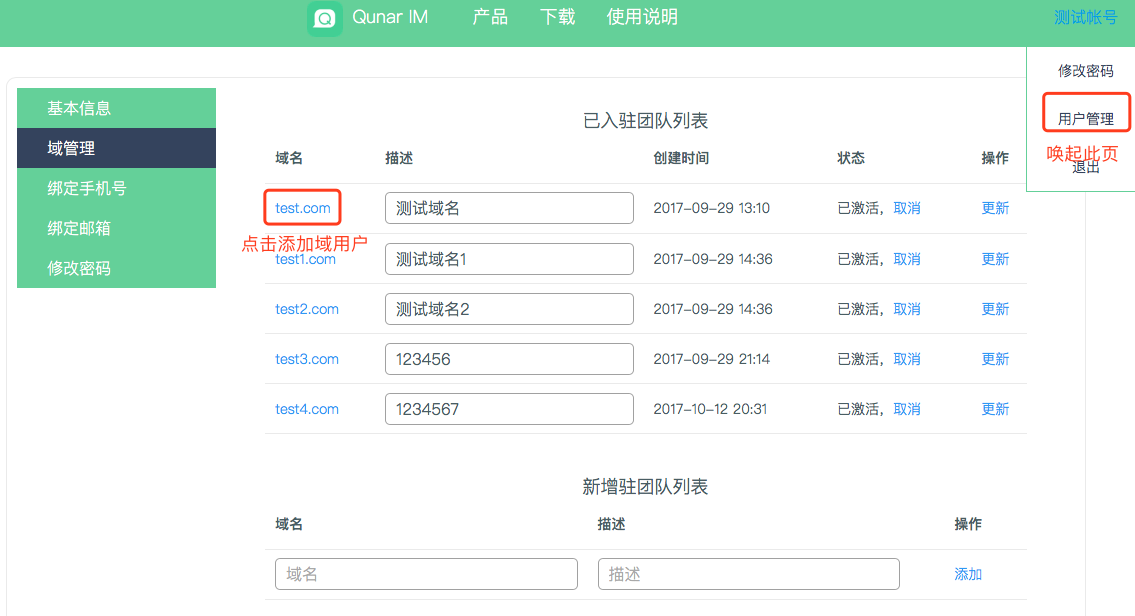 Qunar IM 产品 下载 使用说明 测试帐号
修改密码
用户管理
唤起此页
退出
基本信息
域管理
绑定手机号
绑定邮箱
修改密码
已入驻团队列表
域名 描述 创建时间 状态 操作
test.com 测试域名 2017-09-29 13:10 已激活，取消 更新
点击添加域用户
test1.com 测试域名1 2017-09-29 14:36 已激活，取消 更新
test2.com 测试域名2 2017-09-29 14:36 已激活，取消 更新
test3.com 123456 2017-09-29 21:14 已激活，取消 更新
test4.com 1234567 2017-10-12 20:31 已激活，取消 更新
新增驻团队列表
域名 描述 操作
域名 描述 添加